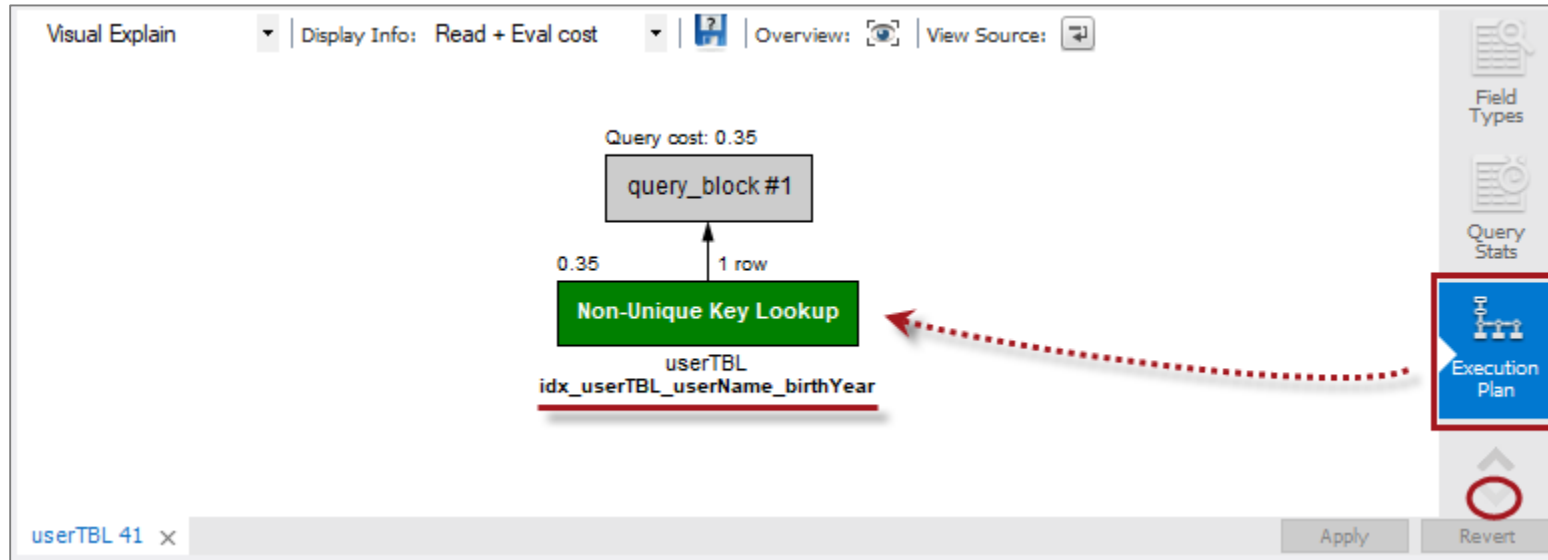 Visual Explain Display Info: Read + Eval cost ? Overview: View Source:
Field
Types
Query cost: 0.35
query_block #1
Query
Stats
0.35 1 row
Non-Unique Key Lookup
userTBL
idx_userTBL_userName_birthYear
Execution
Plan
userTBL 41 ×
Apply Revert